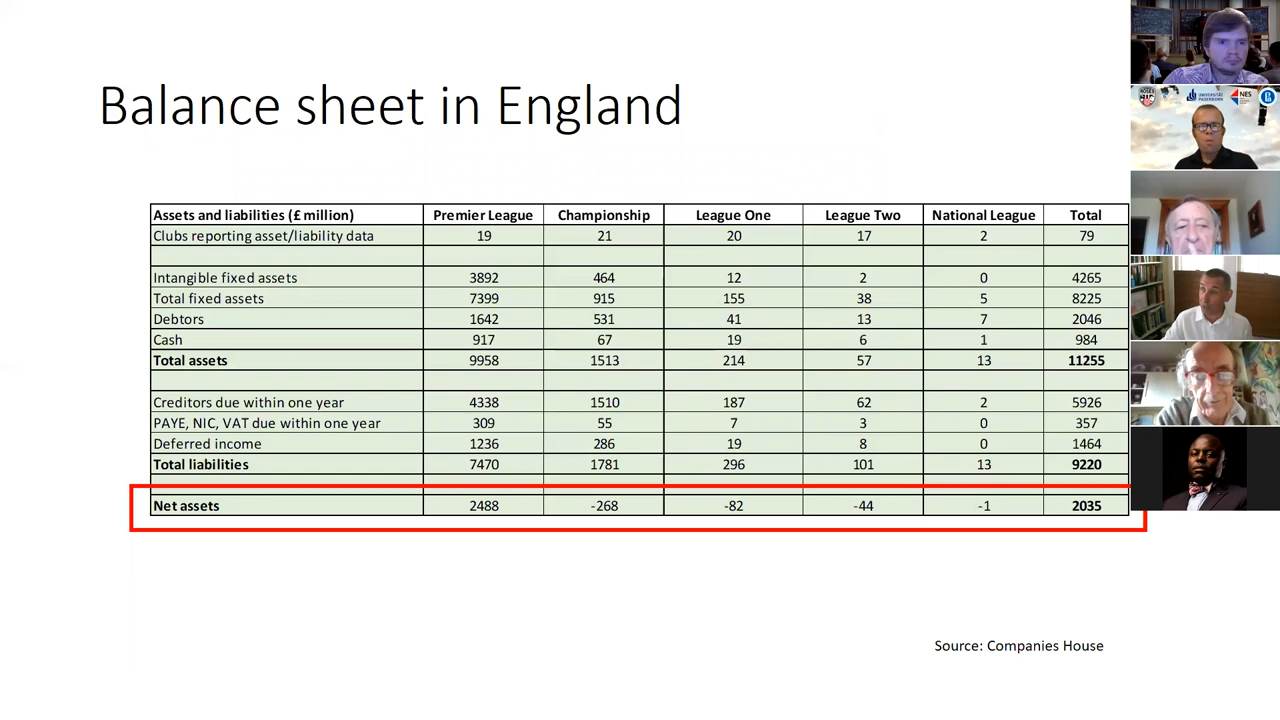 Balance sheet in England
Assets and liabilities (£ million) Premier League Championship League One League Two National League Total
Clubs reporting asset/liability data 19 21 20 17 2 79
Intangible fixed assets 3892 464 12 2 0 4265
Total fixed assets 7399 915 155 38 5 8225
Debtors 1642 531 41 13 7 2046
Cash 917 67 19 6 1 984
Total assets 9958 1513 214 57 13 11255
Creditors due within one year 4338 1510 187 62 2 5926
PAYE, NIC, VAT due within one year 309 55 7 3 0 357
Deferred income 1236 286 19 8 0 1464
Total liabilities 7470 1781 296 101 13 9220
Net assets 2488 -268 -82 -44 -1 2035
Source: Companies House
NES